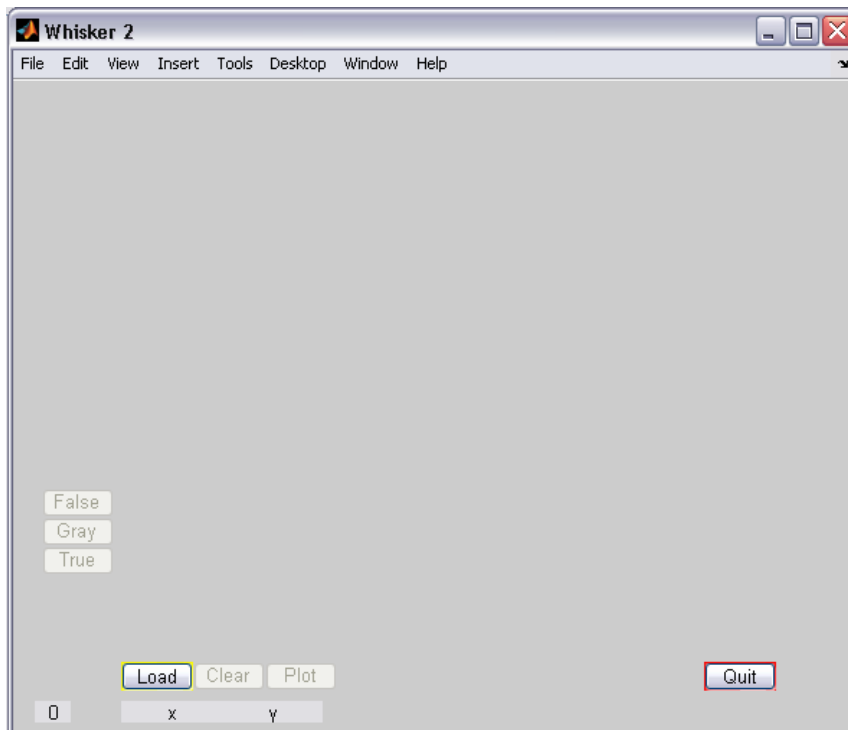 Whisker 2
File Edit View Insert Tools Desktop Window Help
False
Gray
True
Load Clear Plot Quit
0 x y